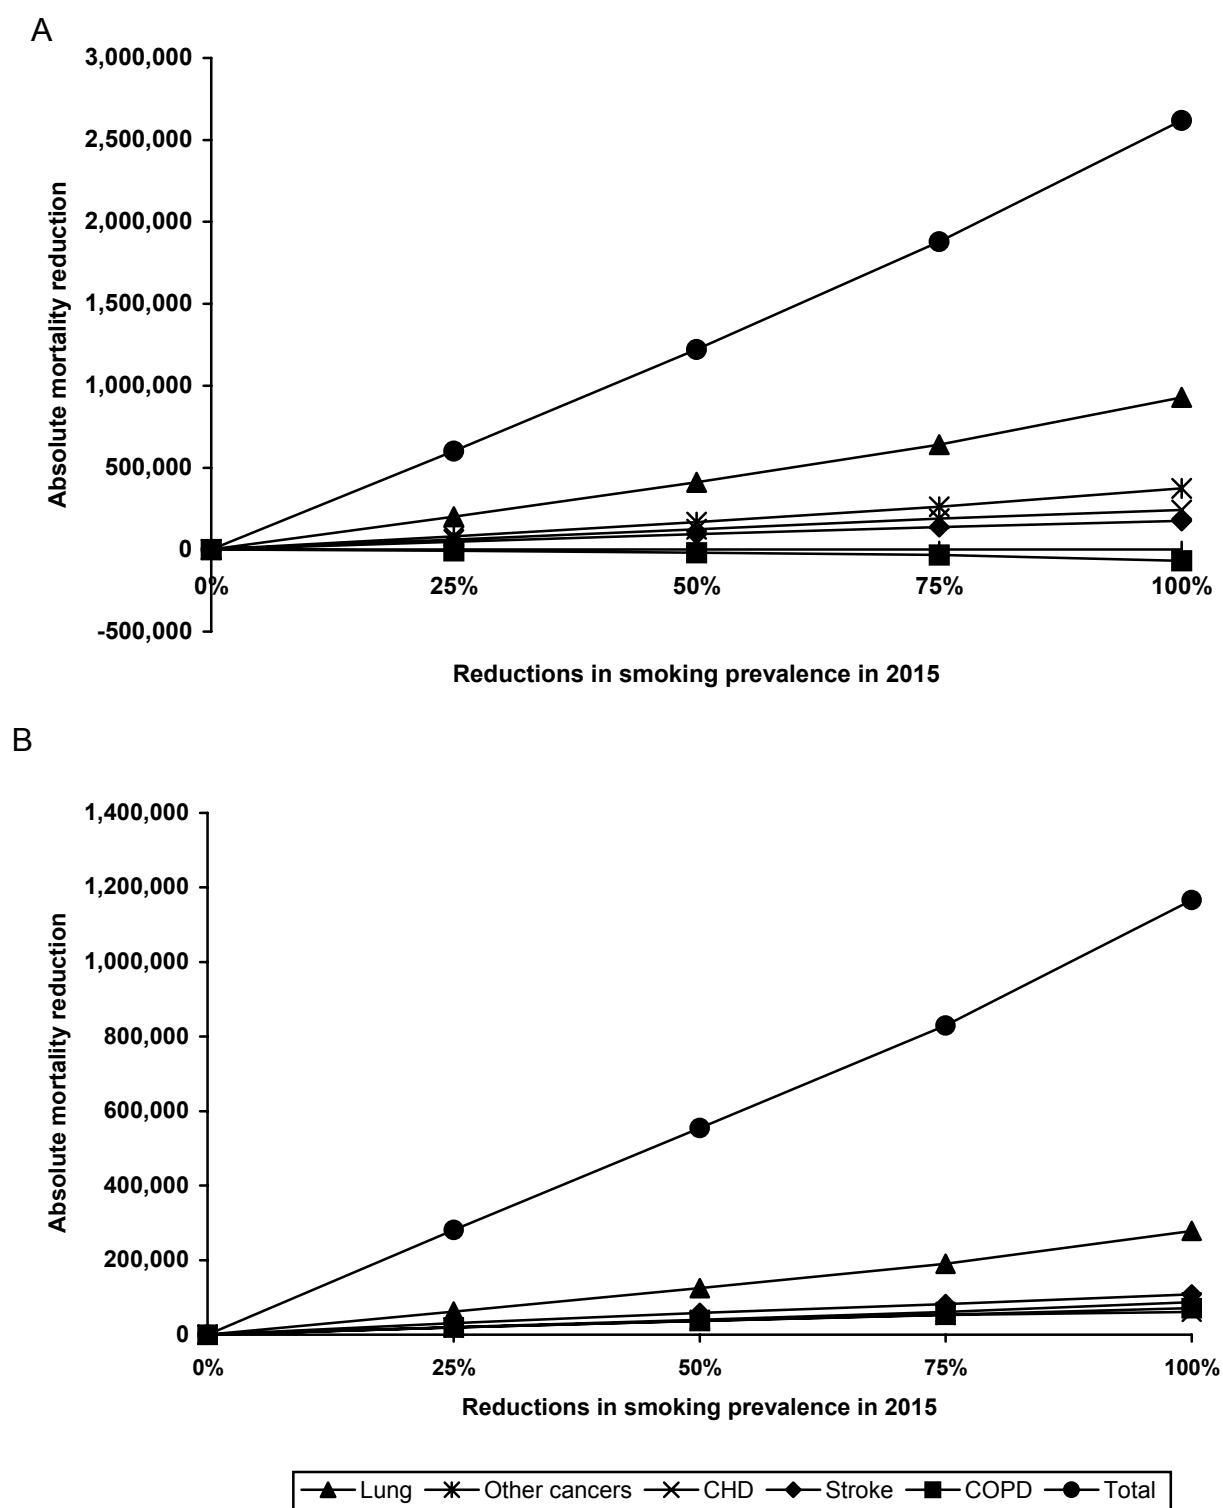 A
3,000,000
2,500,000
2,000,000
1,500,000
1,000,000
500,000
0
-500,000
Absolute mortality reduction
0% 25% 50% 75% 100%
Reductions in smoking prevalence in 2015
B
1,400,000
1,200,000
1,000,000
800,000
600,000
400,000
200,000
0
Absolute mortality reduction
0% 25% 50% 75% 100%
Reductions in smoking prevalence in 2015
Lung Other cancers CHD Stroke COPD Total